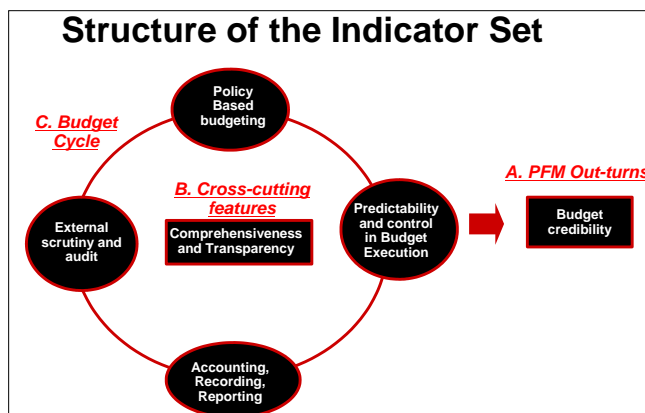 Structure of the Indicator Set
Policy
Based
budgeting
C. Budget
Cycle
A. PFM Out-turns
B. Cross-cutting
features
External
scrutiny and
audit
Comprehensiveness
and Transparency
Predictability
and control
in Budget
Execution
Budget
credibility
Accounting,
Recording,
Reporting